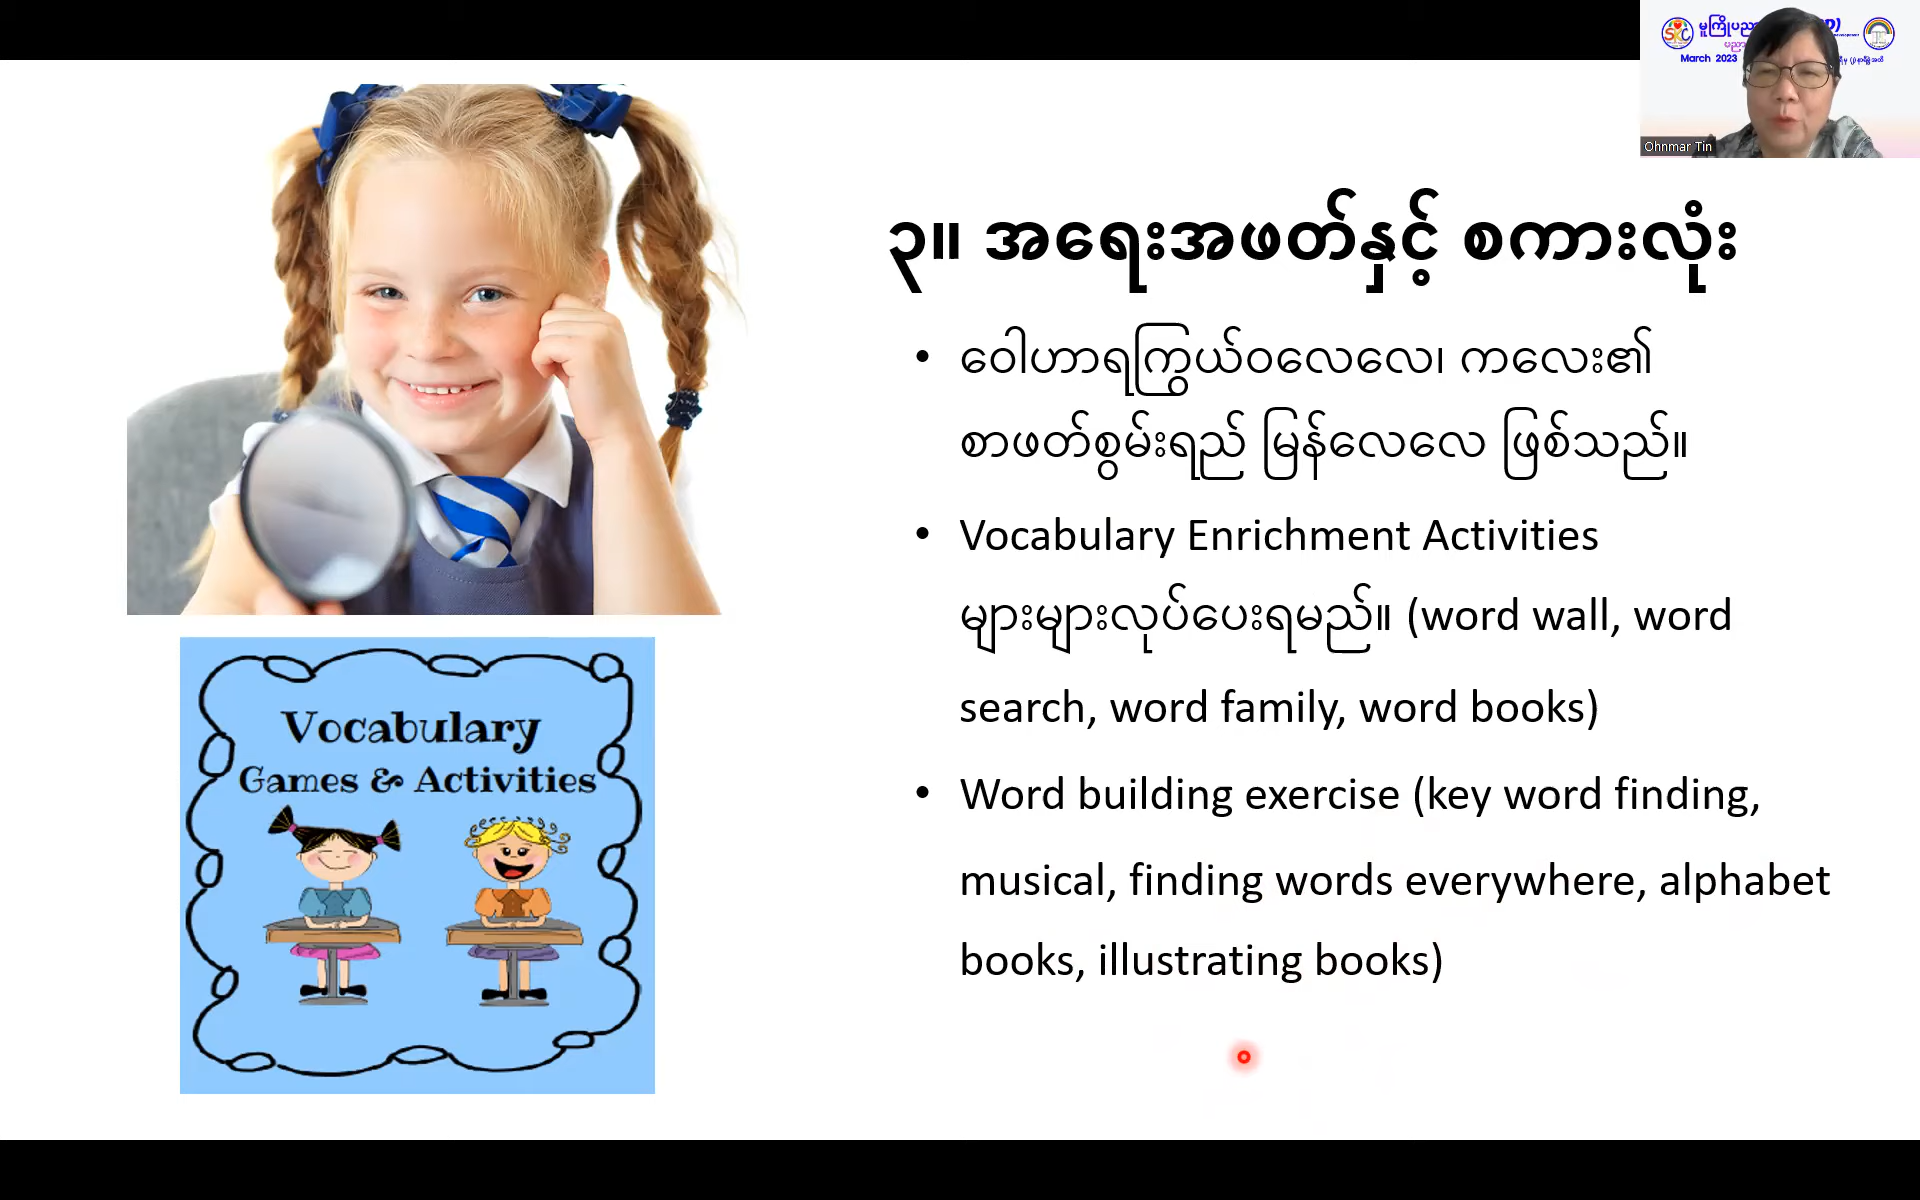 March 2023
Ohnmar Tin
၃။ အရေးအဖတ်နှင့် စကားလုံး
• ဝေါဟာရကြွယ်ဝလေလေ၊ ကလေး၏
စာဖတ်စွမ်းရည် မြန်လေလေ ဖြစ်သည်။
• Vocabulary Enrichment Activities
များများလုပ်ပေးရမည်။ (word wall, word
search, word family, word books)
• Word building exercise (key word finding,
musical, finding words everywhere, alphabet
books, illustrating books)
Vocabulary
Games & Activities